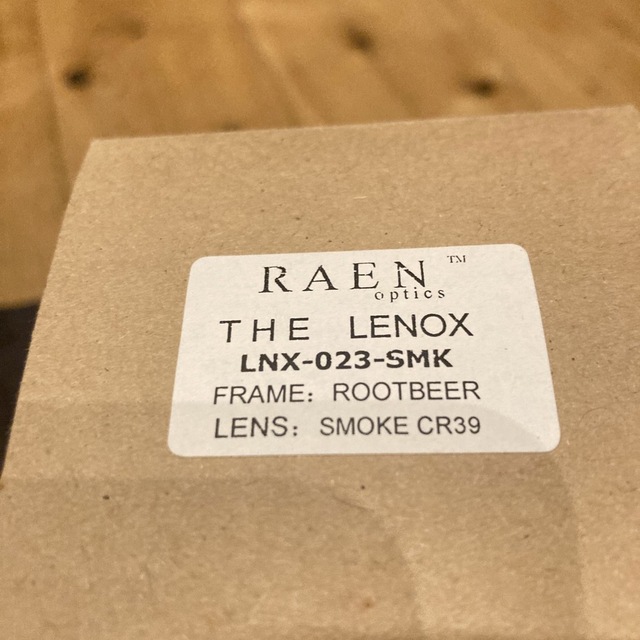 RAEN™
optics
THE LENOX
LNX-023-SMK
FRAME: ROOTBEER
LENS: SMOKE CR39